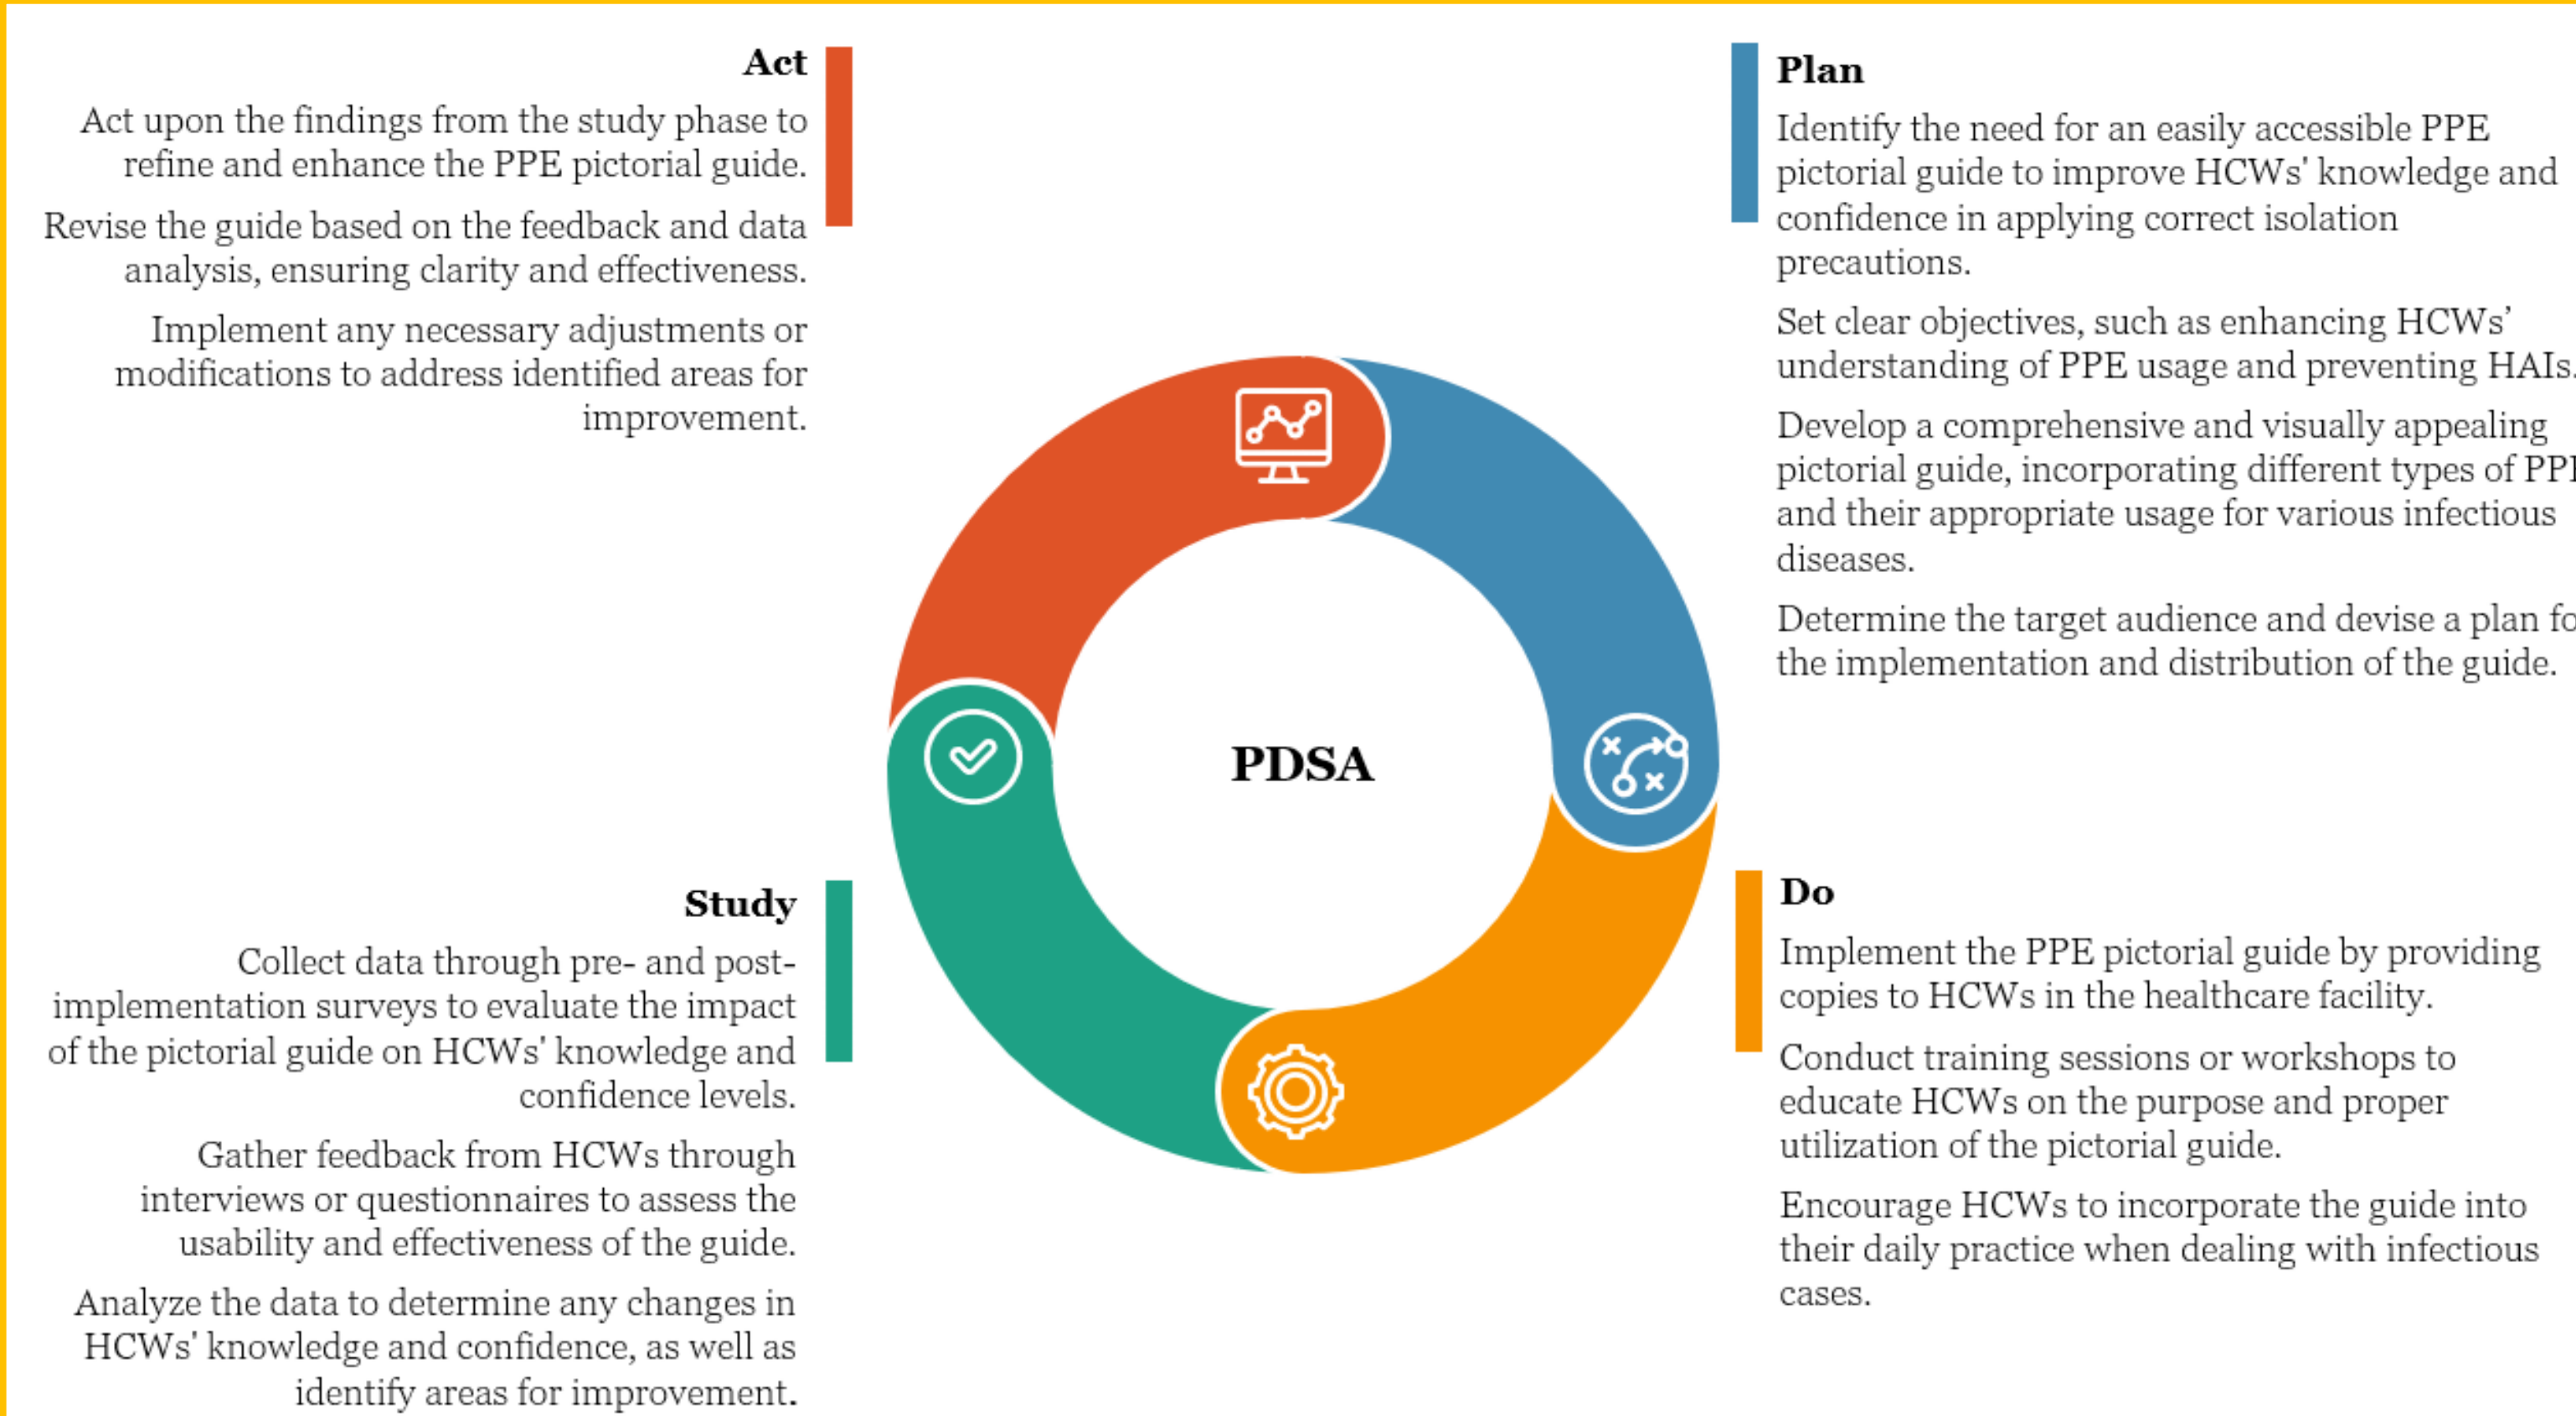 Act
Act upon the findings from the study phase to
refine and enhance the PPE pictorial guide.
Revise the guide based on the feedback and data
analysis, ensuring clarity and effectiveness.
Implement any necessary adjustments or
modifications to address identified areas for
improvement.
Plan
Identify the need for an easily accessible PPE
pictorial guide to improve HCWs' knowledge and
confidence in applying correct isolation
precautions.
Set clear objectives, such as enhancing HCWs’
understanding of PPE usage and preventing HAIs.
Develop a comprehensive and visually appealing
pictorial guide, incorporating different types of PPE
and their appropriate usage for various infectious
diseases.
Determine the target audience and devise a plan fo
the implementation and distribution of the guide.
PDSA
Study
Collect data through pre- and post-
implementation surveys to evaluate the impact
of the pictorial guide on HCWs' knowledge and
confidence levels.
Gather feedback from HCWs through
interviews or questionnaires to assess the
usability and effectiveness of the guide.
Analyze the data to determine any changes in
HCWs' knowledge and confidence, as well as
identify areas for improvement.
Do
Implement the PPE pictorial guide by providing
copies to HCWs in the healthcare facility.
Conduct training sessions or workshops to
educate HCWs on the purpose and proper
utilization of the pictorial guide.
Encourage HCWs to incorporate the guide into
their daily practice when dealing with infectious
cases.